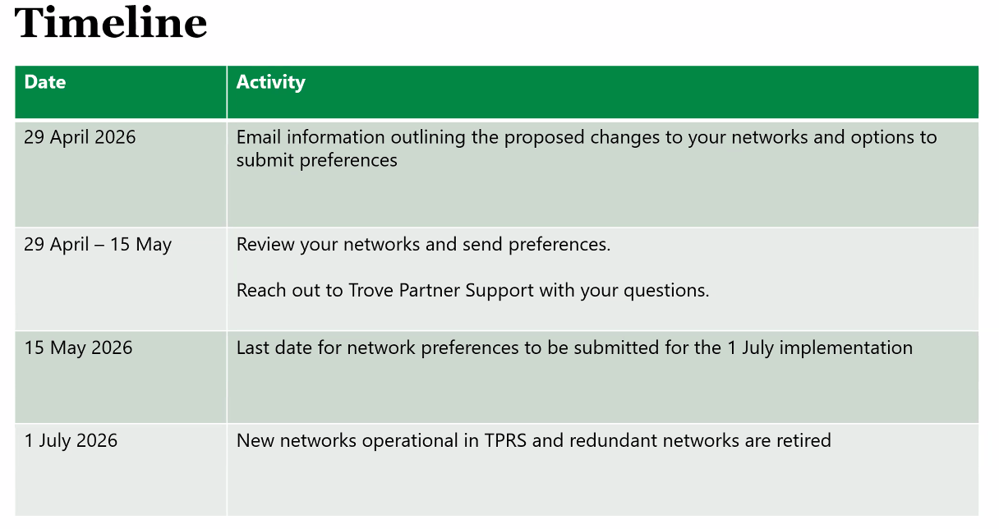 Timeline
Date
Activity
29 April 2026
Email information outlining the proposed changes to your networks and options to
submit preferences
29 April – 15 May
Review your networks and send preferences.
Reach out to Trove Partner Support with your questions.
15 May 2026
Last date for network preferences to be submitted for the 1 July implementation
1 July 2026
New networks operational in TPRS and redundant networks are retired